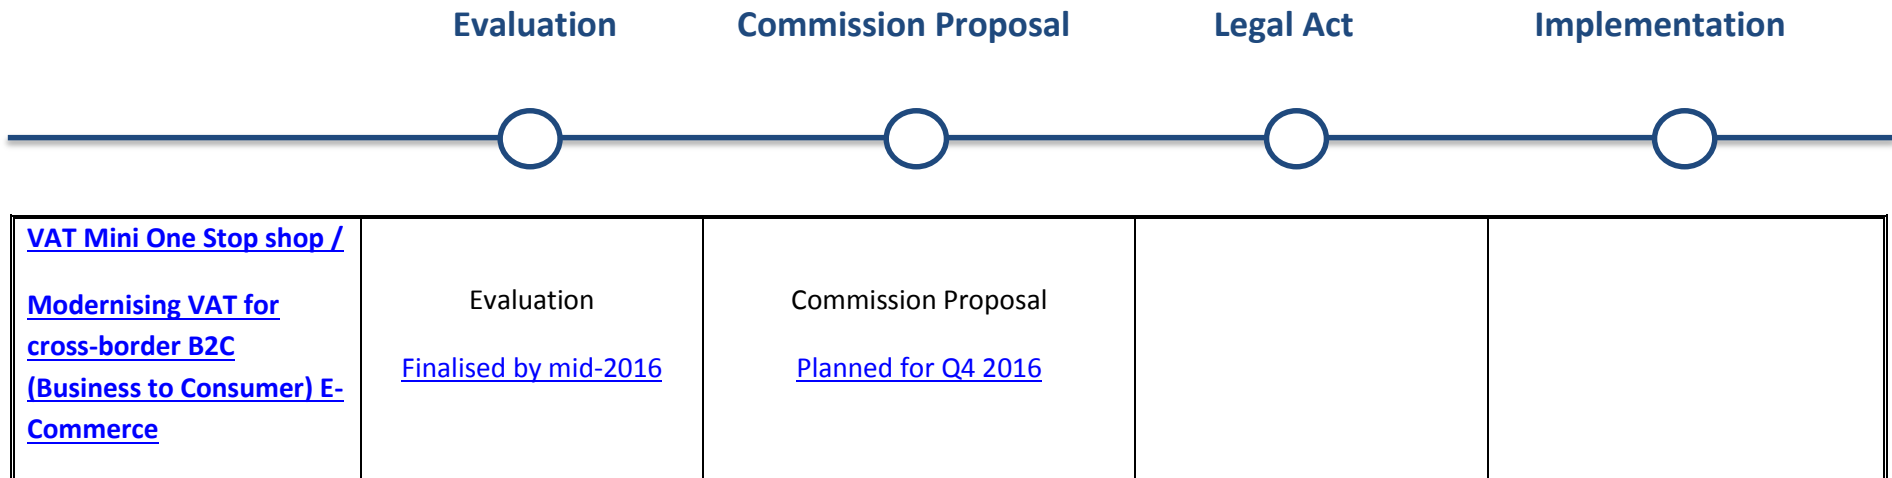 Evaluation Commission Proposal Legal Act Implementation
VAT Mini One Stop shop /
Modernising VAT for
cross-border B2C
(Business to Consumer) E-
Commerce
Evaluation
Finalised by mid-2016
Commission Proposal
Planned for Q4 2016